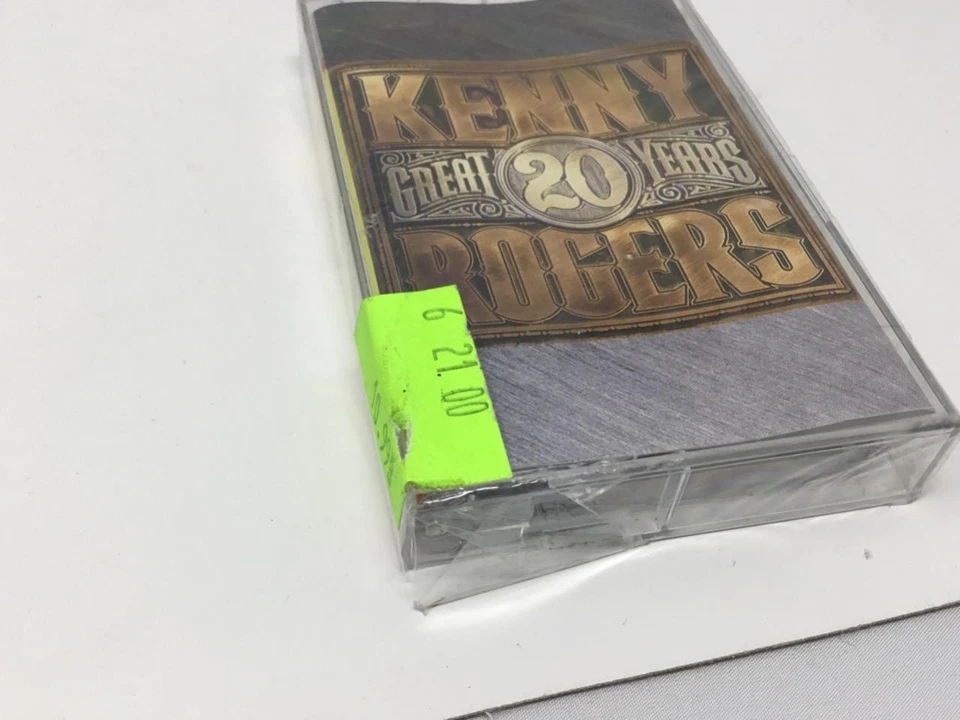 KENNY
GREAT 20 YEARS
ROGERS
6 21 00